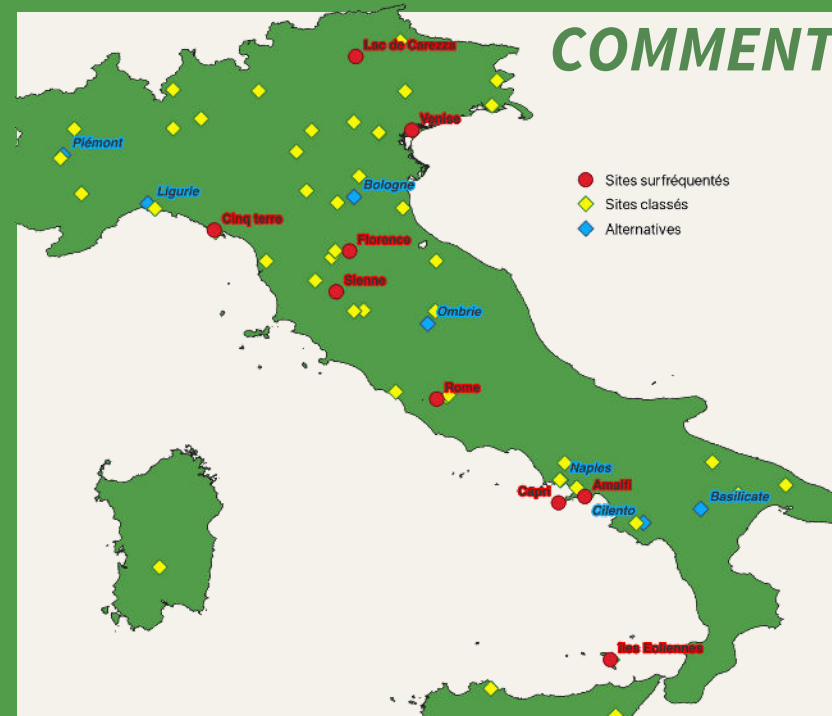 COMMENT
Lac de Carezza
Venise
Piémont
Sites surfréquentés
Ligurie
Bologne
Sites classés
Cinq terre
Alternatives
Florence
Sienne
Ombrie
Rome
Naples
Capri
Amalfi
Cilento
Basilicate
îles Eoliennes